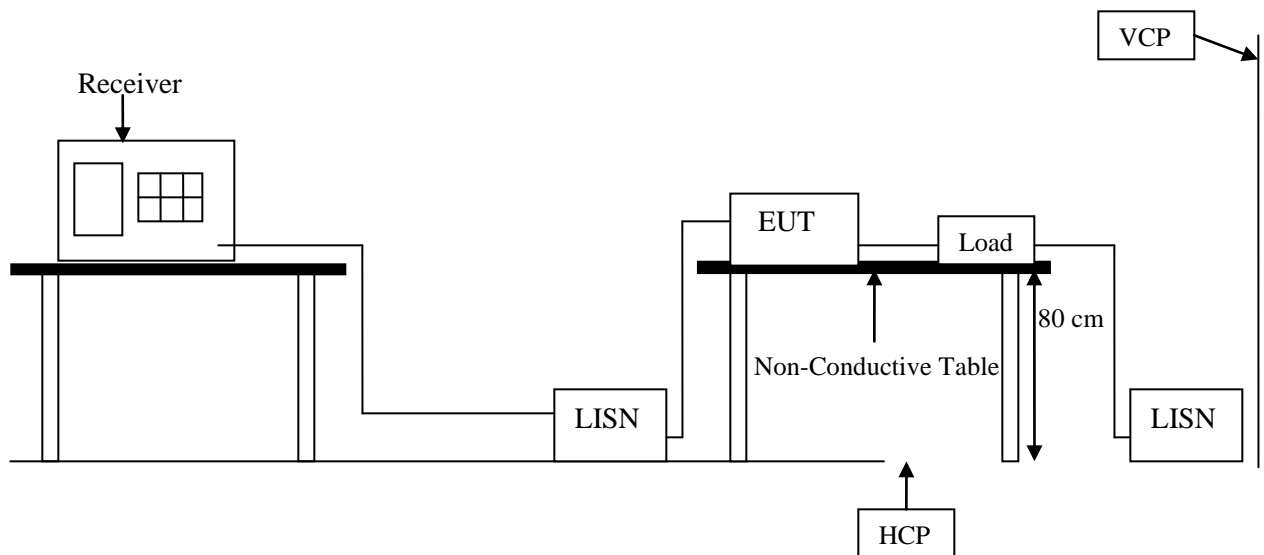 VCP
Receiver
EUT
Load
80 cm
Non-Conductive Table
LISN
LISN
HCP